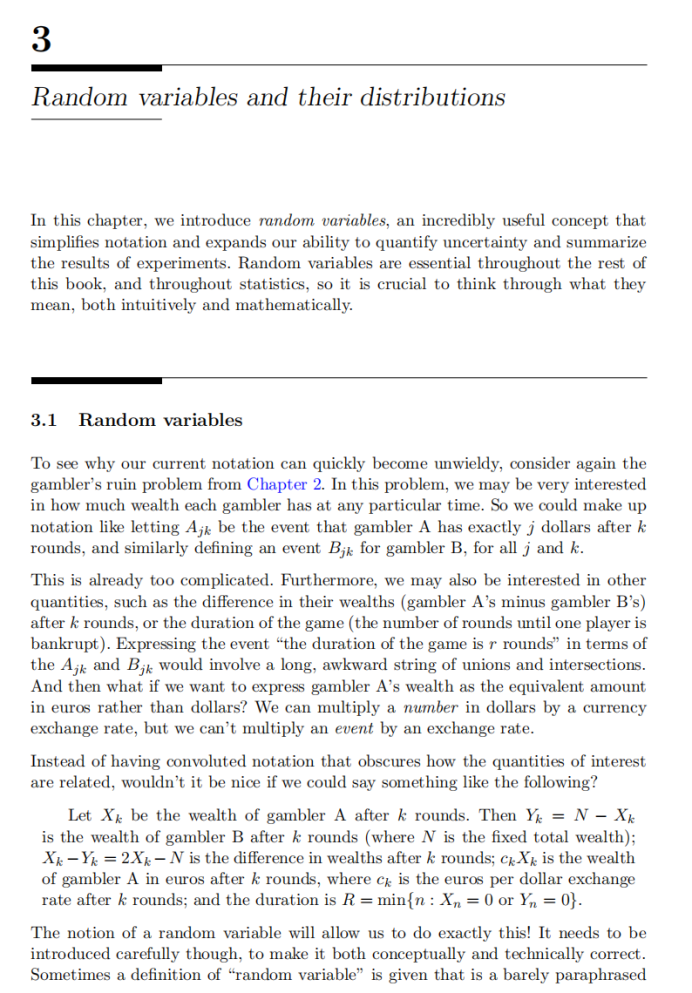 3
Random variables and their distributions
In this chapter, we introduce random variables, an incredibly useful concept that
simplifies notation and expands our ability to quantify uncertainty and summarize
the results of experiments. Random variables are essential throughout the rest of
this book, and throughout statistics, so it is crucial to think through what they
mean, both intuitively and mathematically.
3.1 Random variables
To see why our current notation can quickly become unwieldy, consider again the
gambler's ruin problem from Chapter 2. In this problem, we may be very interested
in how much wealth each gambler has at any particular time. So we could make up
notation like letting A_{jk} be the event that gambler A has exactly j dollars after k
rounds, and similarly defining an event B_{jk} for gambler B, for all j and k.
This is already too complicated. Furthermore, we may also be interested in other
quantities, such as the difference in their wealths (gambler A's minus gambler B's)
after k rounds, or the duration of the game (the number of rounds until one player is
bankrupt). Expressing the event “the duration of the game is r rounds” in terms of
the A_{jk} and B_{jk} would involve a long, awkward string of unions and intersections.
And then what if we want to express gambler A's wealth as the equivalent amount
in euros rather than dollars? We can multiply a number in dollars by a currency
exchange rate, but we can't multiply an event by an exchange rate.
Instead of having convoluted notation that obscures how the quantities of interest
are related, wouldn't it be nice if we could say something like the following?
Let X_k be the wealth of gambler A after k rounds. Then Y_k = N − X_k
is the wealth of gambler B after k rounds (where N is the fixed total wealth);
X_k − Y_k = 2X_k − N is the difference in wealths after k rounds; c_kX_k is the wealth
of gambler A in euros after k rounds, where c_k is the euros per dollar exchange
rate after k rounds; and the duration is R = min{n : X_n = 0 or Y_n = 0}.
The notion of a random variable will allow us to do exactly this! It needs to be
introduced carefully though, to make it both conceptually and technically correct.
Sometimes a definition of “random variable” is given that is a barely paraphrased